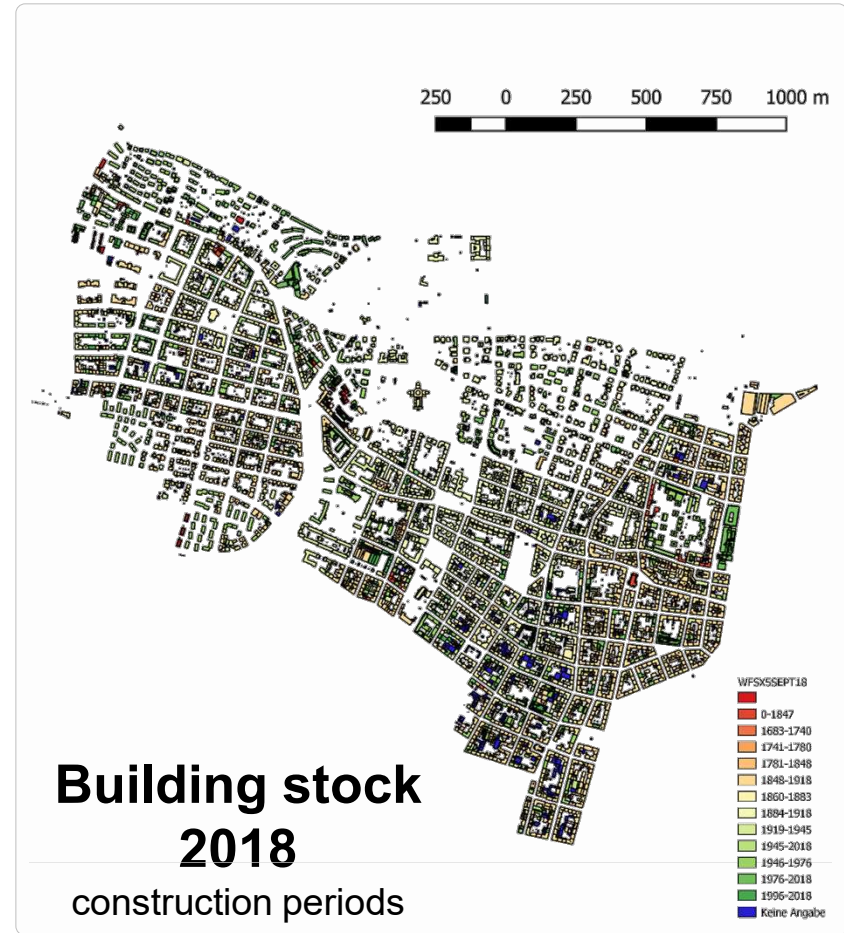 250 0 250 500 750 1000 m
WFSX5SEPT18
0-1847
1683-1740
1741-1780
1781-1848
1848-1918
1860-1883
1884-1918
1919-1945
1945-2018
1946-1976
1976-2018
1996-2018
Keine Angabe
Building stock
2018
construction periods